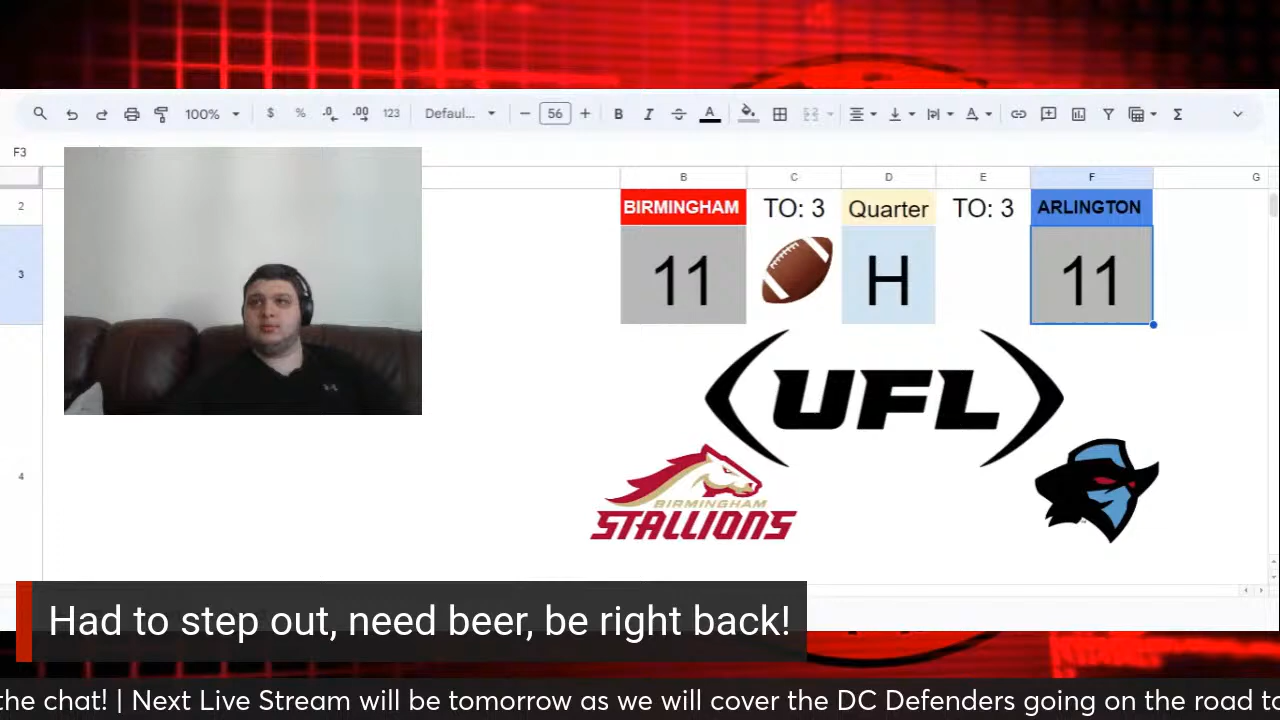 100%
$
%
.0
.00
123
Defaul...
56
B
I
A
A
Σ
F3
B
C
D
E
F
G
2
BIRMINGHAM
TO: 3
Quarter
TO: 3
ARLINGTON
3
11
H
11
UFL
4
BIRMINGHAM
STALLIONS
Had to step out, need beer, be right back!
the chat! | Next Live Stream will be tomorrow as we will cover the DC Defenders going on the road to